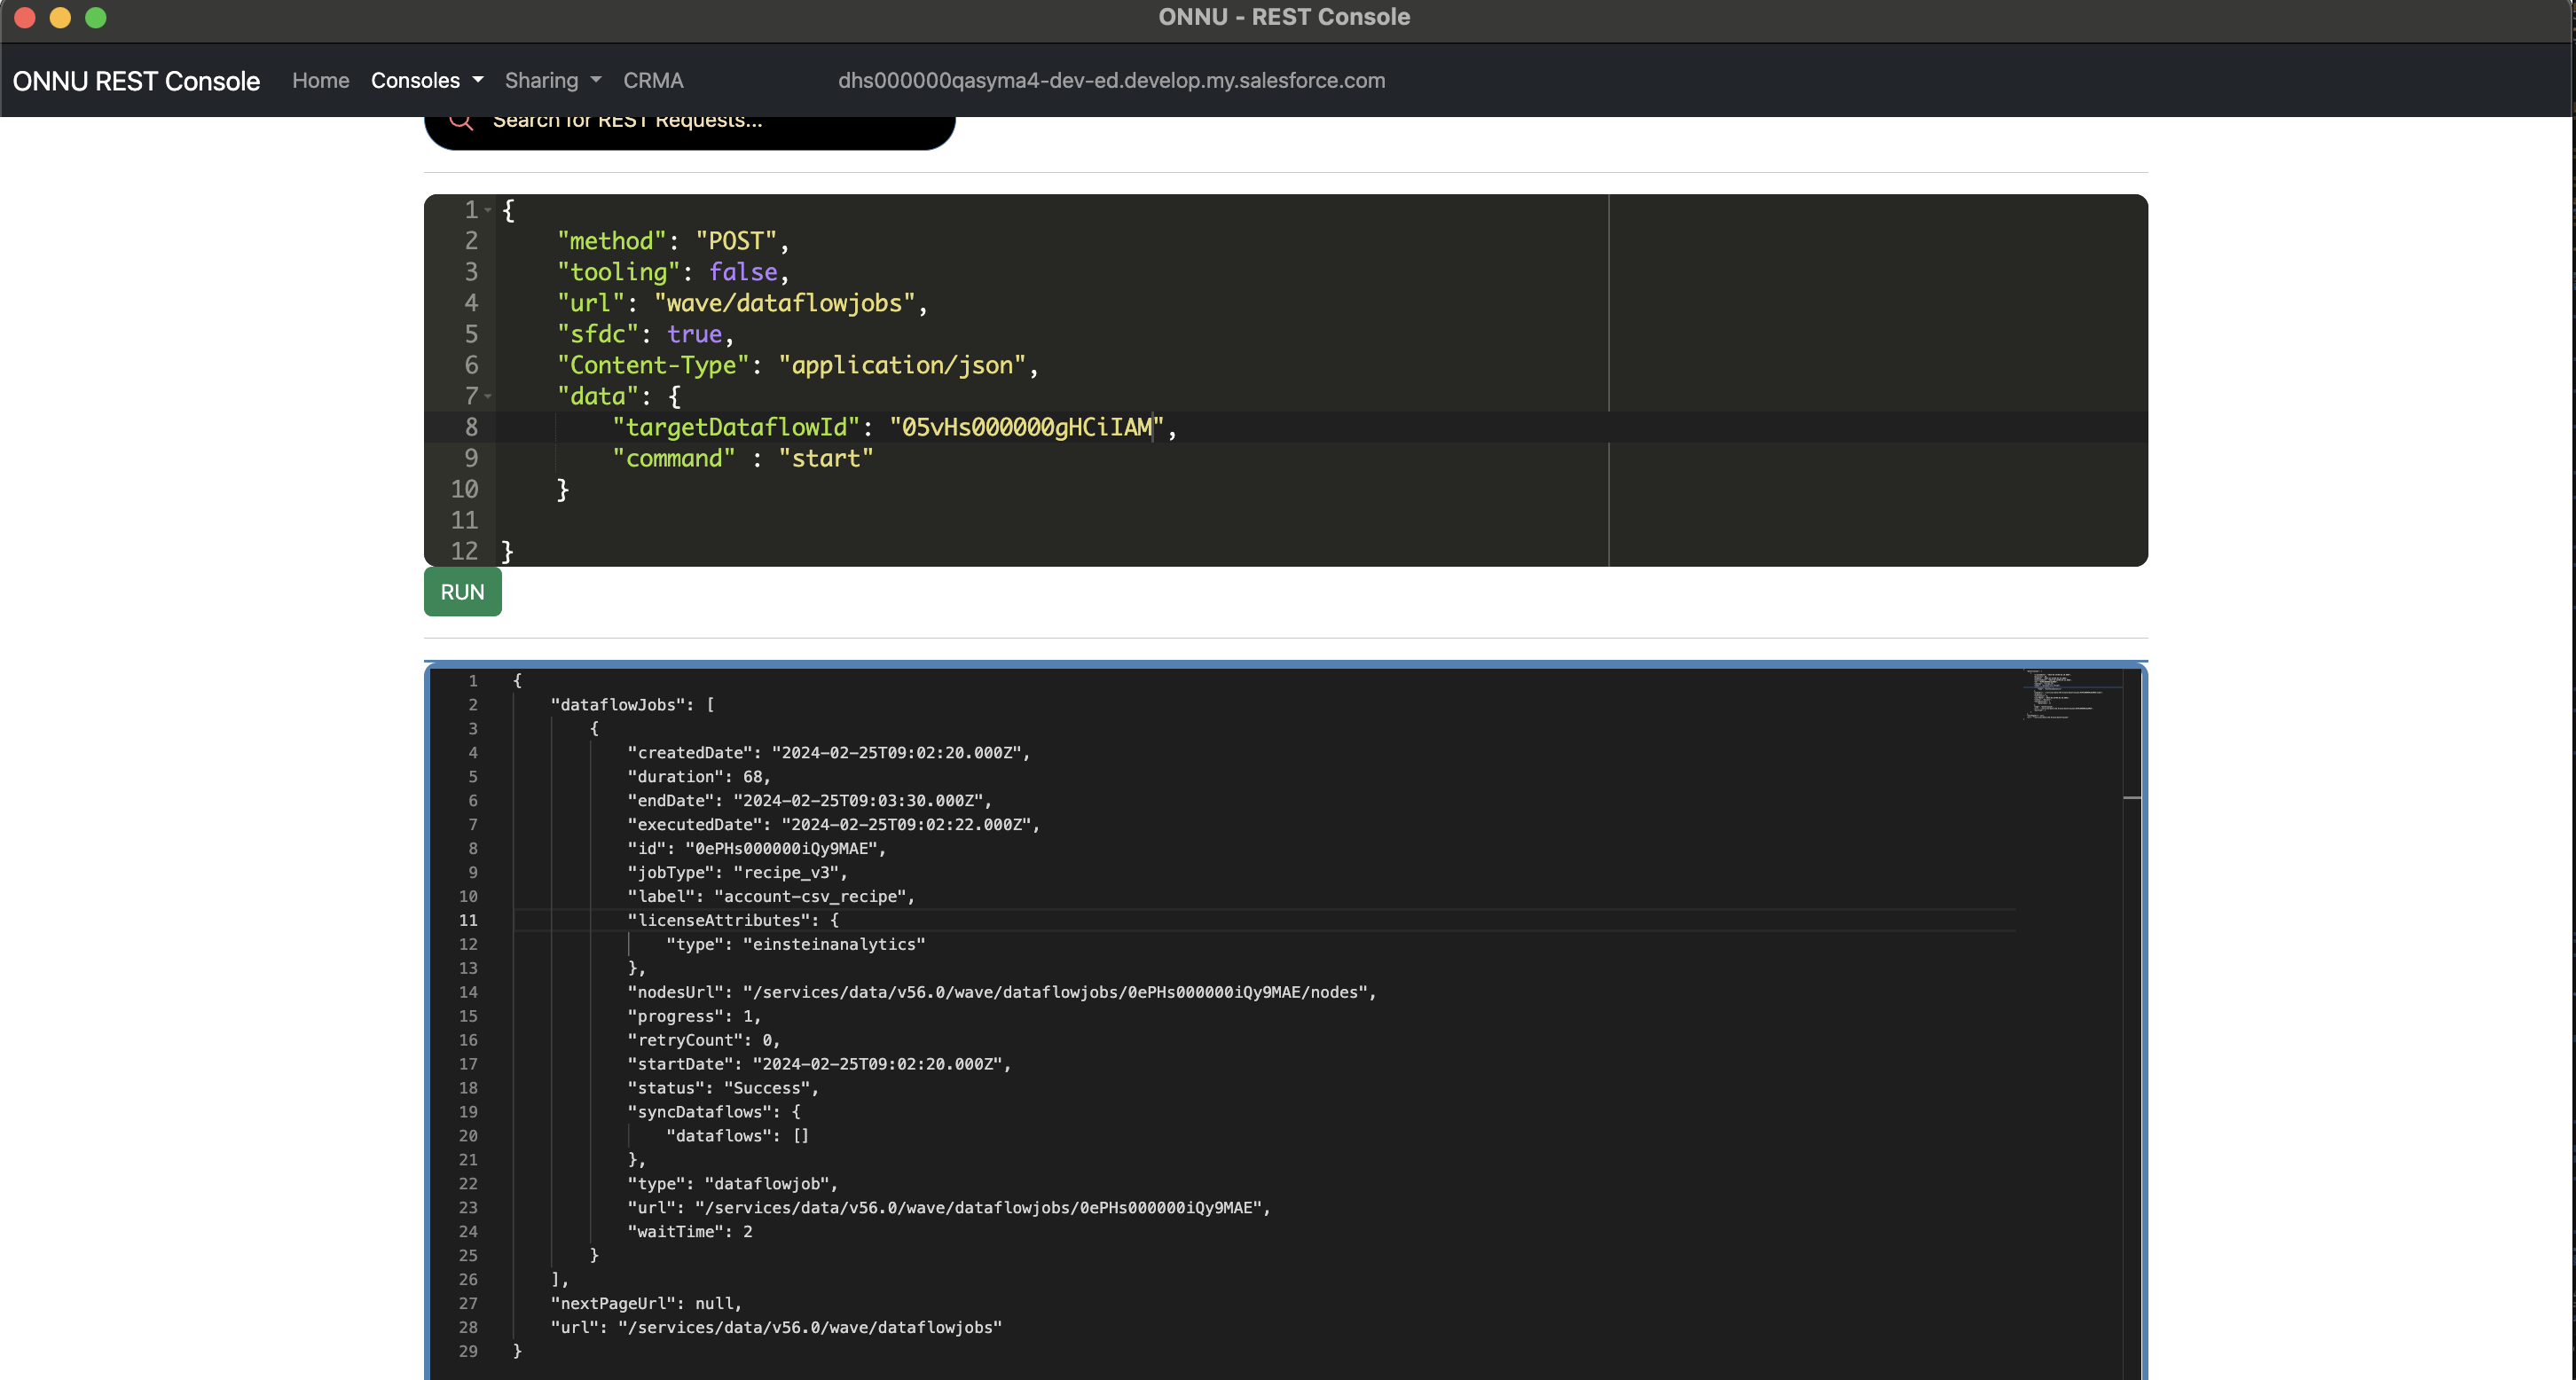 ONNU - REST Console
ONNU REST Console Home Consoles Sharing CRMA dhs000000qasyma4-dev-ed.develop.my.salesforce.com
Search for REST Requests...
1 {
2 "method": "POST",
3 "tooling": false,
4 "url": "wave/dataflowjobs",
5 "sfdc": true,
6 "Content-Type": "application/json",
7 "data": {
8 "targetDataflowId": "05vHs000000gHCiIAM",
9 "command" : "start"
10 }
11
12 }
RUN
1 {
2 "dataflowJobs": [
3 {
4 "createdDate": "2024-02-25T09:02:20.000Z",
5 "duration": 68,
6 "endDate": "2024-02-25T09:03:30.000Z",
7 "executedDate": "2024-02-25T09:02:22.000Z",
8 "id": "0ePHs000000iQy9MAE",
9 "jobType": "recipe_v3",
10 "label": "account-csv_recipe",
11 "licenseAttributes": {
12 "type": "einsteinanalytics"
13 },
14 "nodesUrl": "/services/data/v56.0/wave/dataflowjobs/0ePHs000000iQy9MAE/nodes",
15 "progress": 1,
16 "retryCount": 0,
17 "startDate": "2024-02-25T09:02:20.000Z",
18 "status": "Success",
19 "syncDataflows": {
20 "dataflows": []
21 },
22 "type": "dataflowjob",
23 "url": "/services/data/v56.0/wave/dataflowjobs/0ePHs000000iQy9MAE",
24 "waitTime": 2
25 }
26 ],
27 "nextPageUrl": null,
28 "url": "/services/data/v56.0/wave/dataflowjobs"
29 }